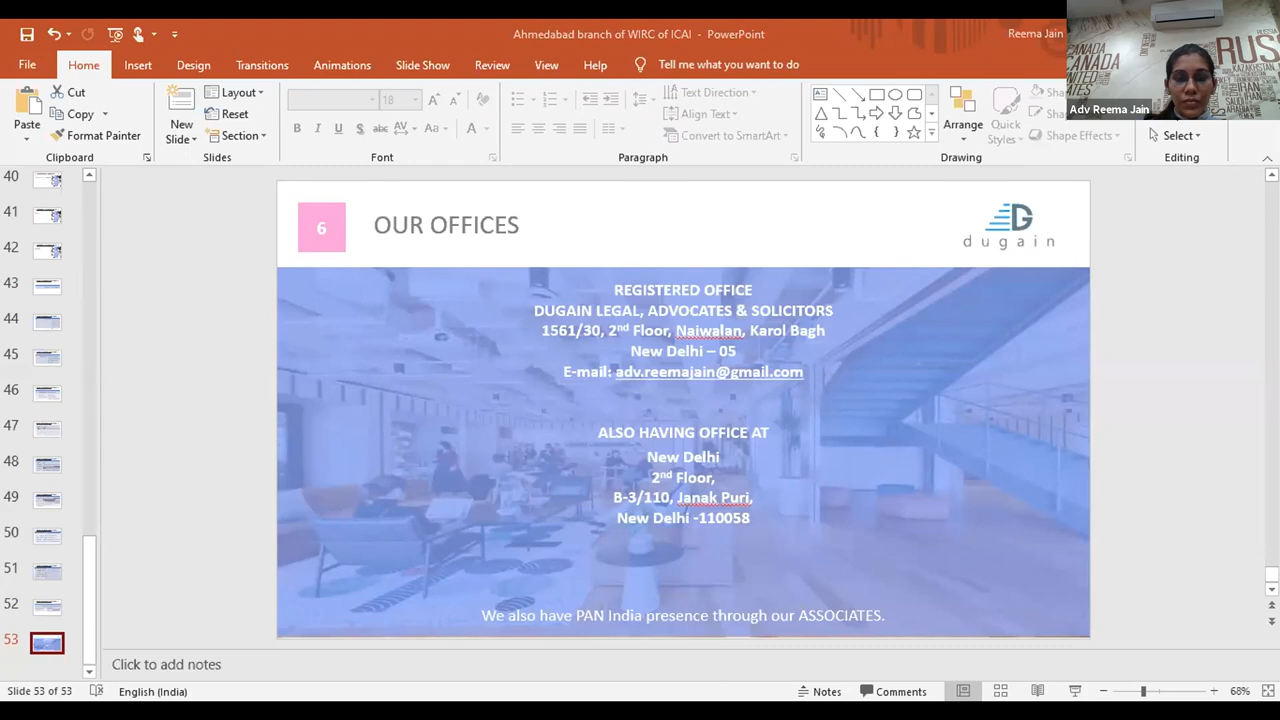 Ahmedabad branch of WIRC of ICAI - PowerPoint
Reema Jain
File Home Insert Design Transitions Animations Slide Show Review View Help Tell me what you want to do
Cut
Copy
Format Painter
Paste
Clipboard
New
Slide
Layout
Reset
Section
Slides
18
Font
Text Direction
Align Text
Convert to SmartArt
Paragraph
Arrange
Quick
Styles
Shape Effects
Drawing
Select
Editing
CANADA
CANADA
UNITED
RUS
KAZAKISTAN
IRAN
Adv Reema Jain
40
41
42
43
44
45
46
47
48
49
50
51
52
53
6
OUR OFFICES
dugain
REGISTERED OFFICE
DUGAIN LEGAL, ADVOCATES & SOLICITORS
1561/30, 2nd Floor, Naiwalan, Karol Bagh
New Delhi – 05
E-mail: adv.reemajain@gmail.com
ALSO HAVING OFFICE AT
New Delhi
2nd Floor,
B-3/110, Janak Puri,
New Delhi -110058
We also have PAN India presence through our ASSOCIATES.
Click to add notes
Slide 53 of 53
English (India)
Notes
Comments
68%